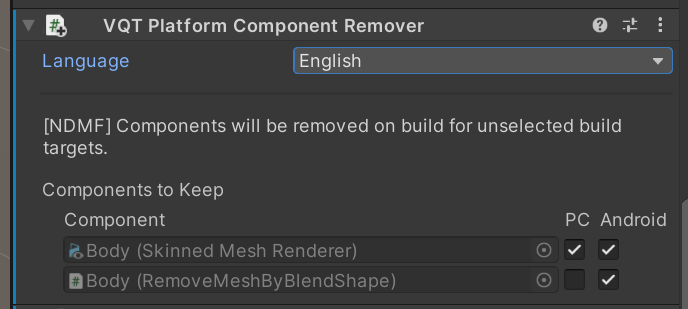 VQT Platform Component Remover
Language
English
[NDMF] Components will be removed on build for unselected build
targets.
Components to Keep
Component PC Android
Body (Skinned Mesh Renderer)
Body (RemoveMeshByBlendShape)